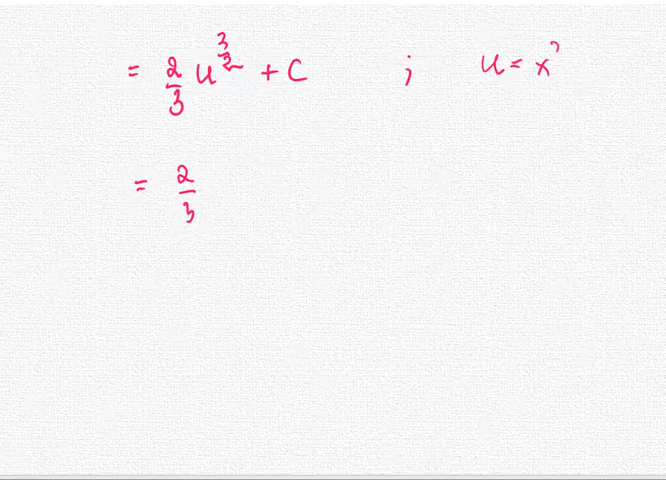 = 2/3 u^{3/2} + C ; u = x
= 2/3